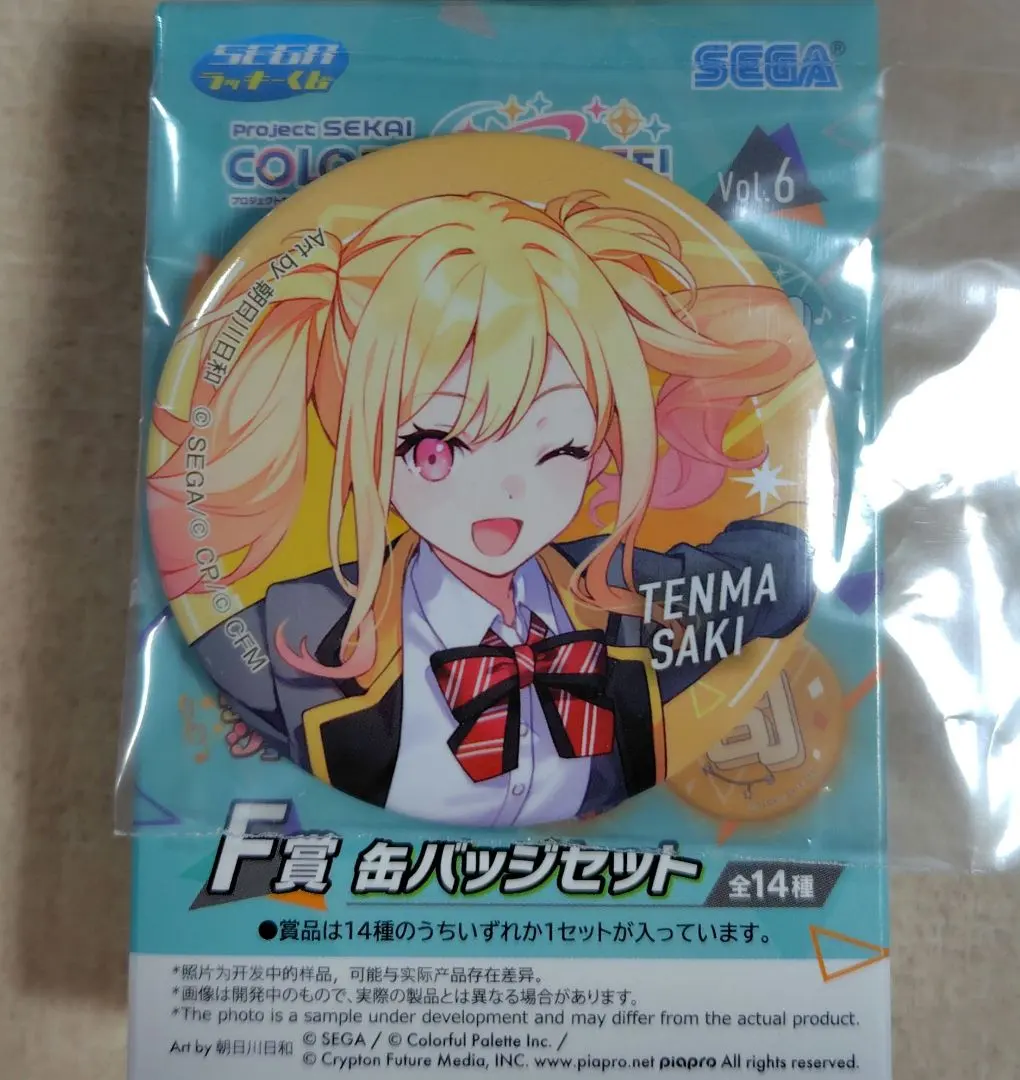 SEGA
ラッキーくじ
SEGA®
Project SEKAI
Vol.6
Art by 朝日川日和 © SEGA/© CP/© CFM
TENMA
SAKI
F賞 缶バッジセット
全14種
●賞品は14種のうちいずれか1セットが入っています。
*照片为开发中的样品，可能与实际产品存在差异。
*画像は開発中のもので、実際の製品とは異なる場合があります。
*The photo is a sample under development and may differ from the actual product.
Art by 朝日川日和
© SEGA / © Colorful Palette Inc. /
© Crypton Future Media, INC. www.piapro.net piapro All rights reserved.